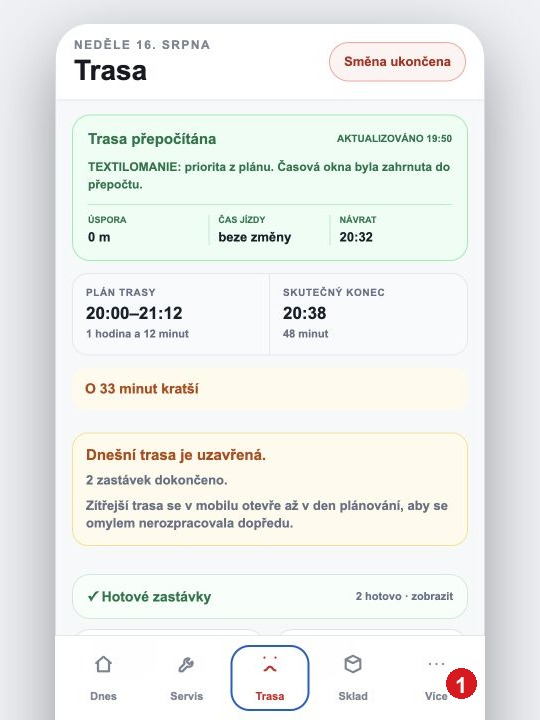 NEDĚLE 16. SRPNA
Trasa
Směna ukončena
Trasa přepočítána
AKTUALIZOVÁNO 19:50
TEXTILOMANIE: priorita z plánu. Časová okna byla zahrnuta do
přepočtu.
ÚSPORA
0 m
ČAS JÍZDY
beze změny
NÁVRAT
20:32
PLÁN TRASY
20:00–21:12
1 hodina a 12 minut
SKUTEČNÝ KONEC
20:38
48 minut
O 33 minut kratší
Dnešní trasa je uzavřená.
2 zastávek dokončeno.
Zítřejší trasa se v mobilu otevře až v den plánování, aby se
omylem nerozpracovala dopředu.
✓ Hotové zastávky
2 hotovo · zobrazit
Dnes
Servis
Trasa
Sklad
Více
1